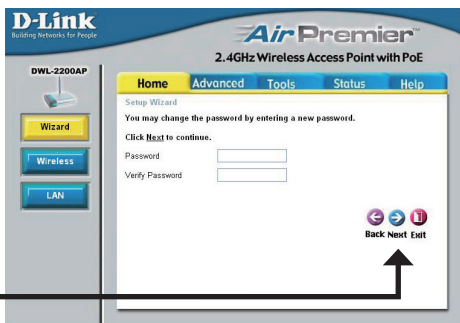 D-Link
Building Networks for People
AirPremier™
2.4GHz Wireless Access Point with PoE
DWL-2200AP
Home Advanced Tools Status Help
Wizard
Wireless
LAN
Setup Wizard
You may change the password by entering a new password.
Click Next to continue.
Password
Verify Password
Back Next Exit